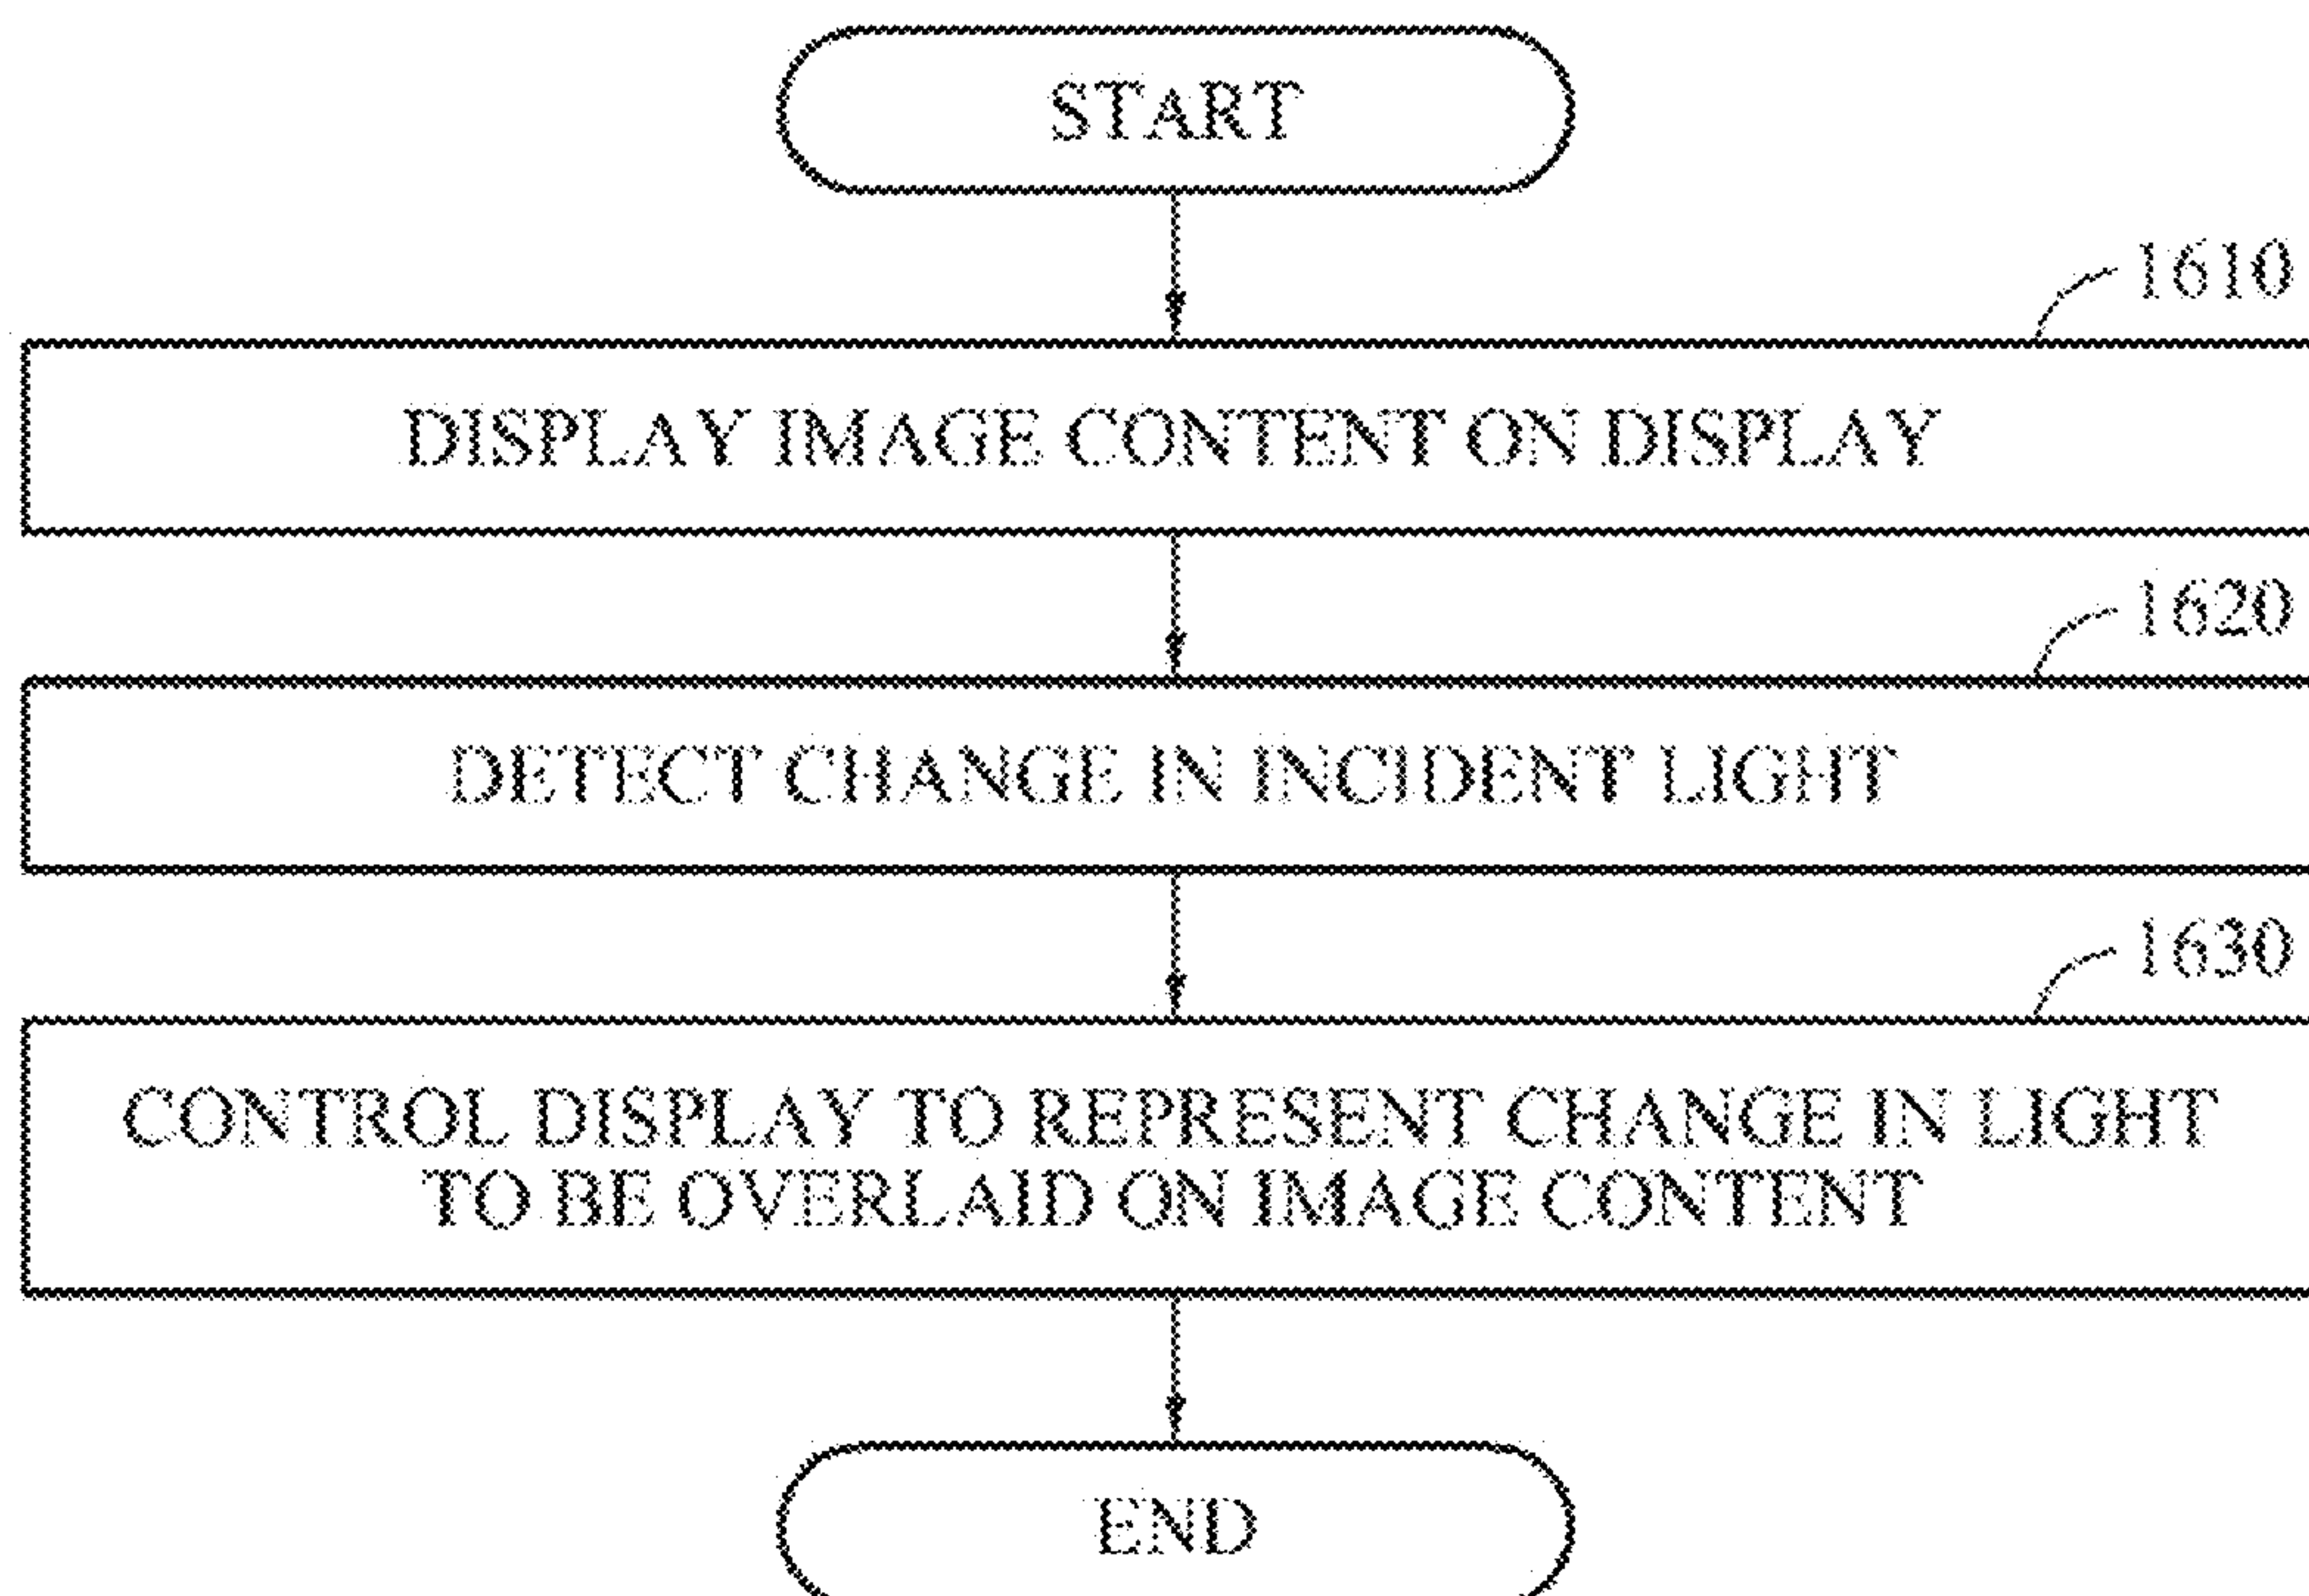 START
1610
DISPLAY IMAGE CONTENT ON DISPLAY
1620
DETECT CHANGE IN INCIDENT LIGHT
1630
CONTROL DISPLAY TO REPRESENT CHANGE IN LIGHT
TO BE OVERLAID ON IMAGE CONTENT
END